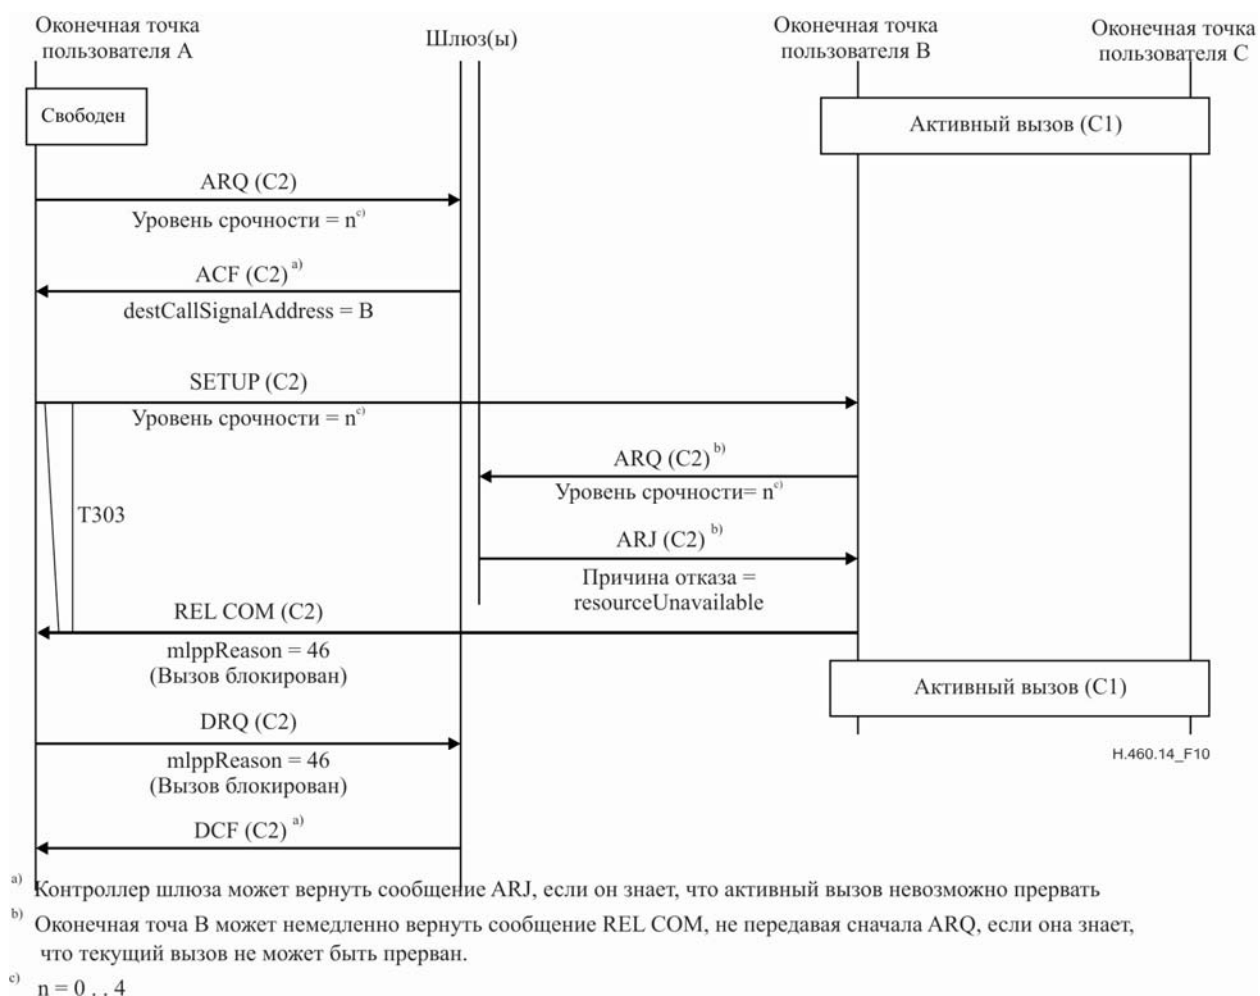 Оконечная точка
пользователя A
Шлюз(ы)
Оконечная точка
пользователя B
Оконечная точка
пользователя C
Свободен
Активный вызов (C1)
ARQ (C2)
Уровень срочности = n c)
ACF (C2) a)
destCallSignalAddress = B
SETUP (C2)
Уровень срочности = n c)
ARQ (C2) b)
Уровень срочности= n c)
T303
ARJ (C2) b)
Причина отказа =
resourceUnavailable
REL COM (C2)
mlppReason = 46
(Вызов блокирован)
Активный вызов (C1)
DRQ (C2)
mlppReason = 46
(Вызов блокирован)
H.460.14_F10
DCF (C2) a)
a) Контроллер шлюза может вернуть сообщение ARJ, если он знает, что активный вызов невозможно прервать
b) Оконечная точа B может немедленно вернуть сообщение REL COM, не передавая сначала ARQ, если она знает,
что текущий вызов не может быть прерван.
c) n = 0 . . 4